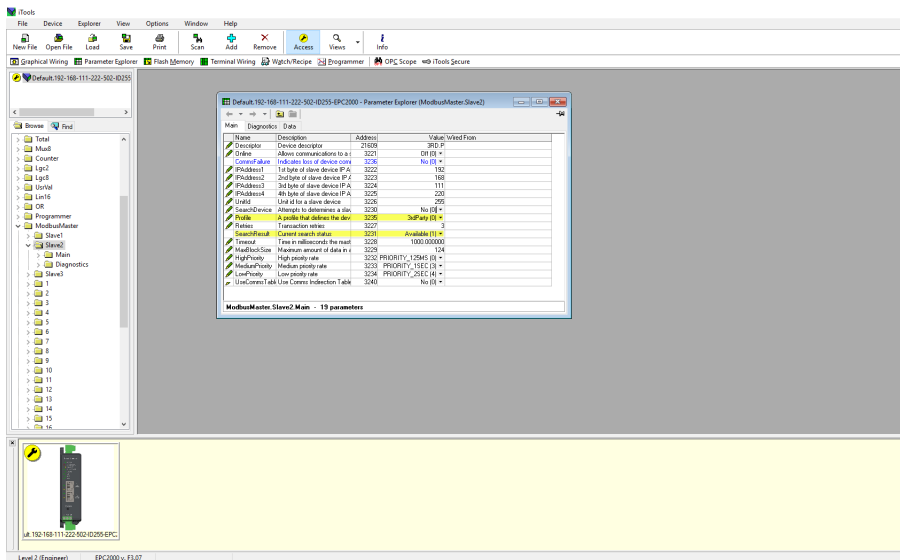 iTools
File Device Explorer View Options Window Help
New File Open File Load Save Print Scan Add Remove Access Views Info
Graphical Wiring Parameter Explorer Flash Memory Terminal Wiring Watch/Recipe Programmer OPC Scope iTools Secure
Default.192-168-111-222-502-ID255
Browse Find
Total
Mux8
Counter
Lgc2
Lgc8
UsrVal
Lin16
OR
Programmer
ModbusMaster
Slave1
Slave2
Main
Diagnostics
Slave3
1
2
3
4
5
6
7
8
9
10
11
12
13
14
15
16
Default.192-168-111-222-502-ID255-EPC2000 - Parameter Explorer (ModbusMaster.Slave2)
Main Diagnostics Data
Name Description Address Value Wired From
Descriptor Device descriptor 21609 3RD.P
Online Allows communications to a s 3221 Off (0)
CommsFailure Indicates loss of device comm 3236 No (0)
IPAddress1 1st byte of slave device IP A 3222 192
IPAddress2 2nd byte of slave device IP A 3223 168
IPAddress3 3rd byte of slave device IP A 3224 111
IPAddress4 4th byte of slave device IP A 3225 220
UnitId Unit id for a slave device 3226 255
SearchDevice Attempts to determines a slav 3230 No (0)
Profile A profile that defines the dev 3235 3rdParty (0)
Retries Transaction retries 3227 3
SearchResult Current search status 3231 Available (1)
Timeout Time in milliseconds the mast 3228 1000.000000
MaxBlockSize Maximum amount of data in a 3229 124
HighPriority High priority rate 3232 PRIORITY_125MS (0)
MediumPriority Medium priority rate 3233 PRIORITY_1SEC (3)
LowPriority Low priority rate 3234 PRIORITY_2SEC (4)
UseCommsTabl Use Comms Indirection Table 3240 No (0)
ModbusMaster.Slave2.Main - 19 parameters
ult.192-168-111-222-502-ID255-EPC2
Level 2 (Engineer) EPC2000 v. F3.07